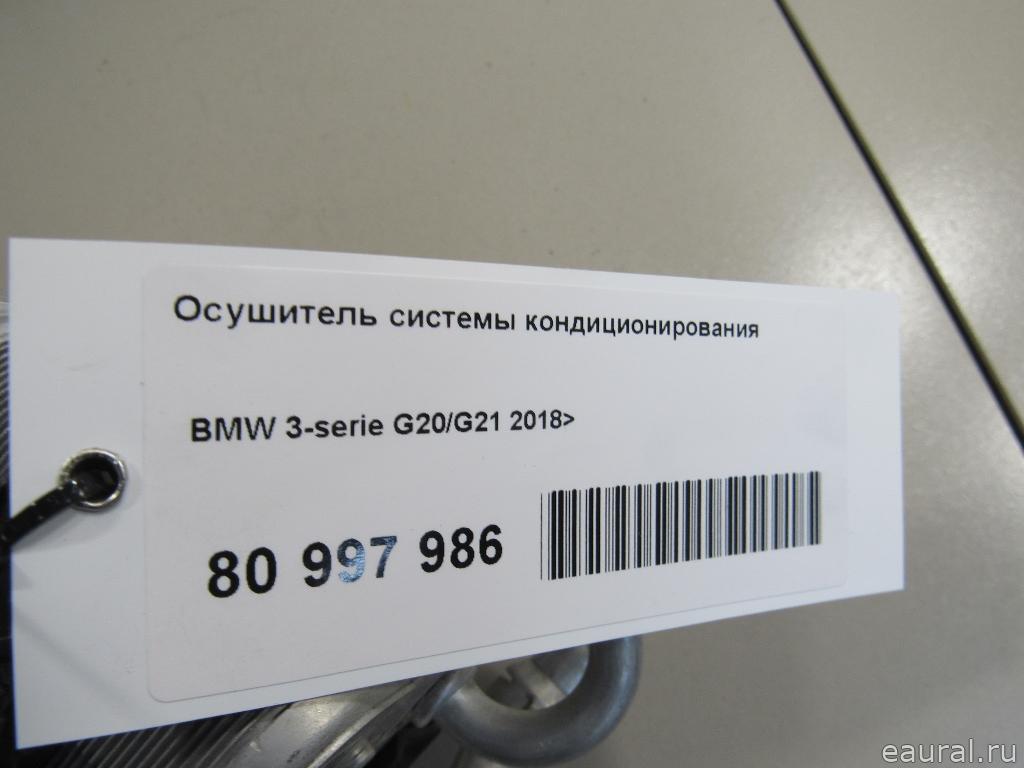 Осушитель системы кондиционирования
BMW 3-serie G20/G21 2018>
80 997 986
eaural.ru